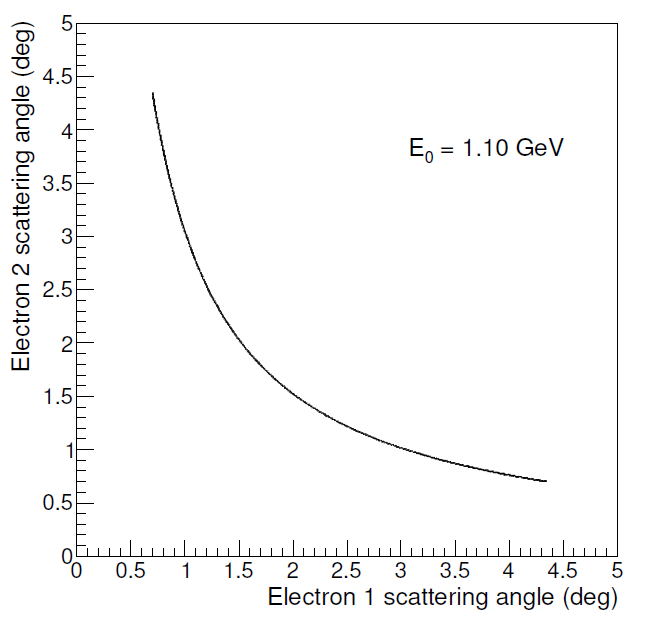 Electron 2 scattering angle (deg)
5
4.5
4
3.5
3
2.5
2
1.5
1
0.5
0
E₀ = 1.10 GeV
0 0.5 1 1.5 2 2.5 3 3.5 4 4.5 5
Electron 1 scattering angle (deg)